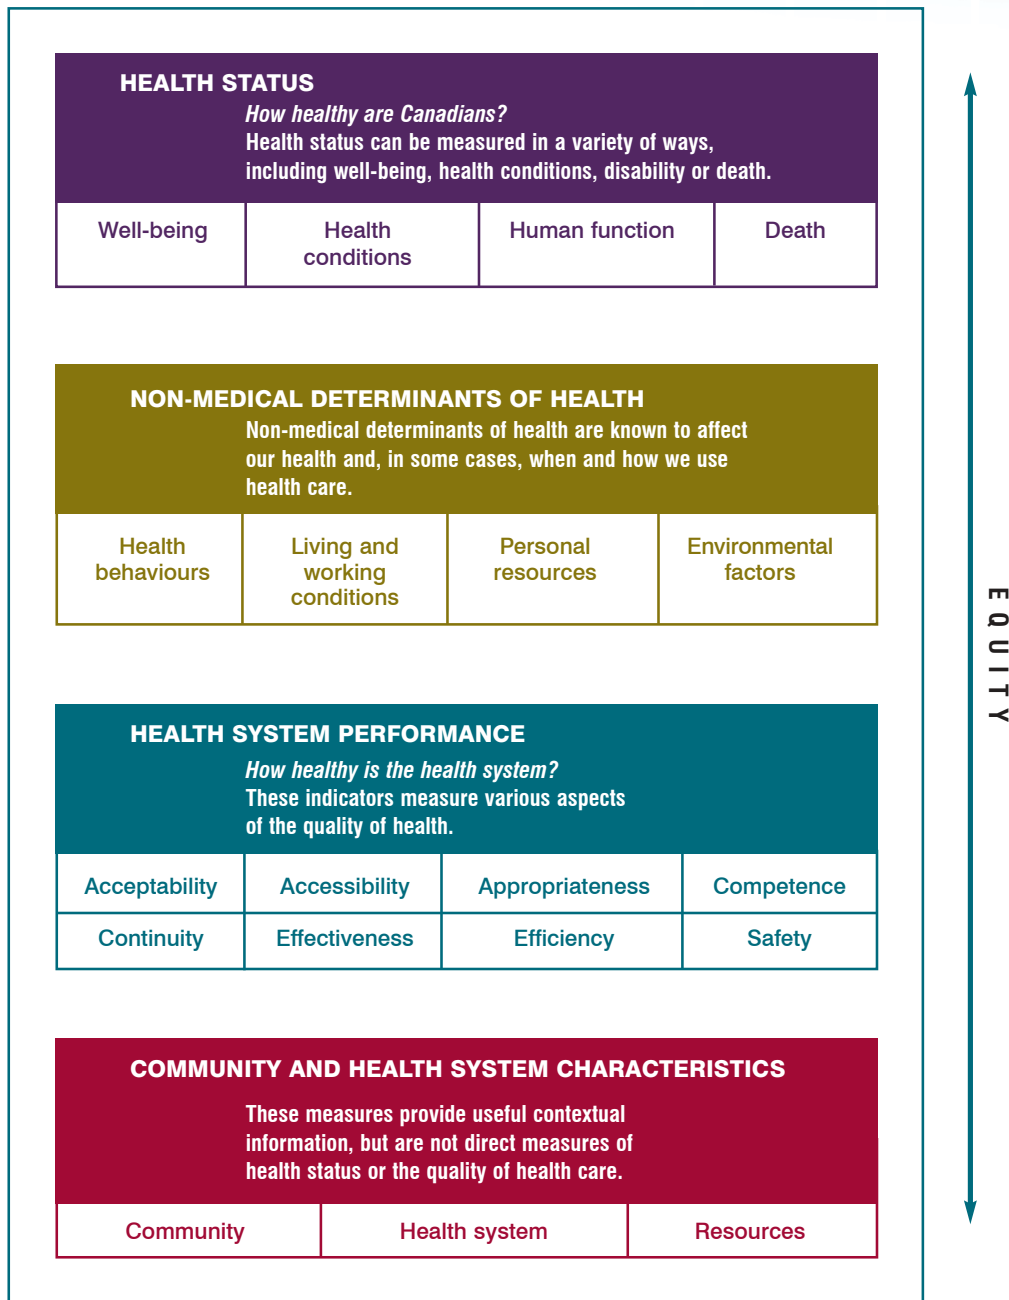 HEALTH STATUS
How healthy are Canadians?
Health status can be measured in a variety of ways,
including well-being, health conditions, disability or death.
Well-being
Health
conditions
Human function
Death
NON-MEDICAL DETERMINANTS OF HEALTH
Non-medical determinants of health are known to affect
our health and, in some cases, when and how we use
health care.
Health
behaviours
Living and
working
conditions
Personal
resources
Environmental
factors
HEALTH SYSTEM PERFORMANCE
How healthy is the health system?
These indicators measure various aspects
of the quality of health.
Acceptability
Accessibility
Appropriateness
Competence
Continuity
Effectiveness
Efficiency
Safety
COMMUNITY AND HEALTH SYSTEM CHARACTERISTICS
These measures provide useful contextual
information, but are not direct measures of
health status or the quality of health care.
Community
Health system
Resources
EQUITY